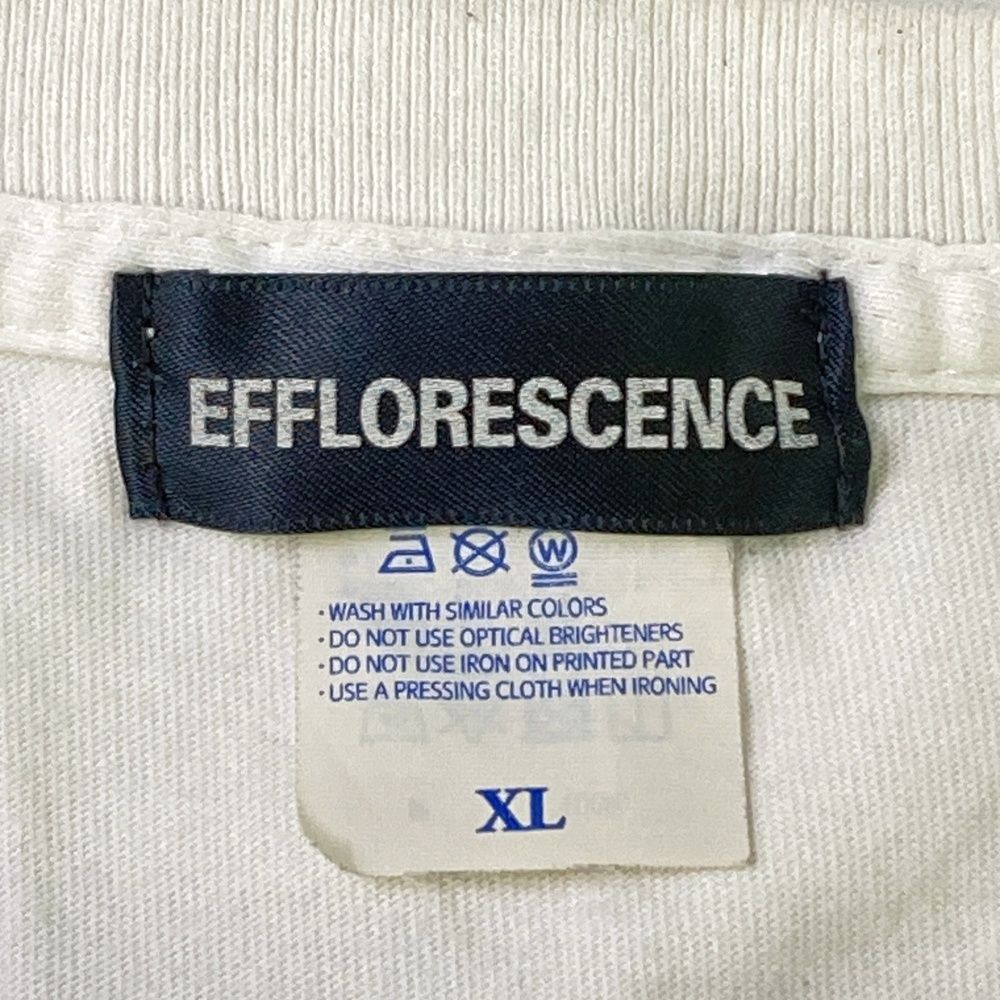 EFFLORESCENCE
W
· WASH WITH SIMILAR COLORS
· DO NOT USE OPTICAL BRIGHTENERS
· DO NOT USE IRON ON PRINTED PART
· USE A PRESSING CLOTH WHEN IRONING
XL